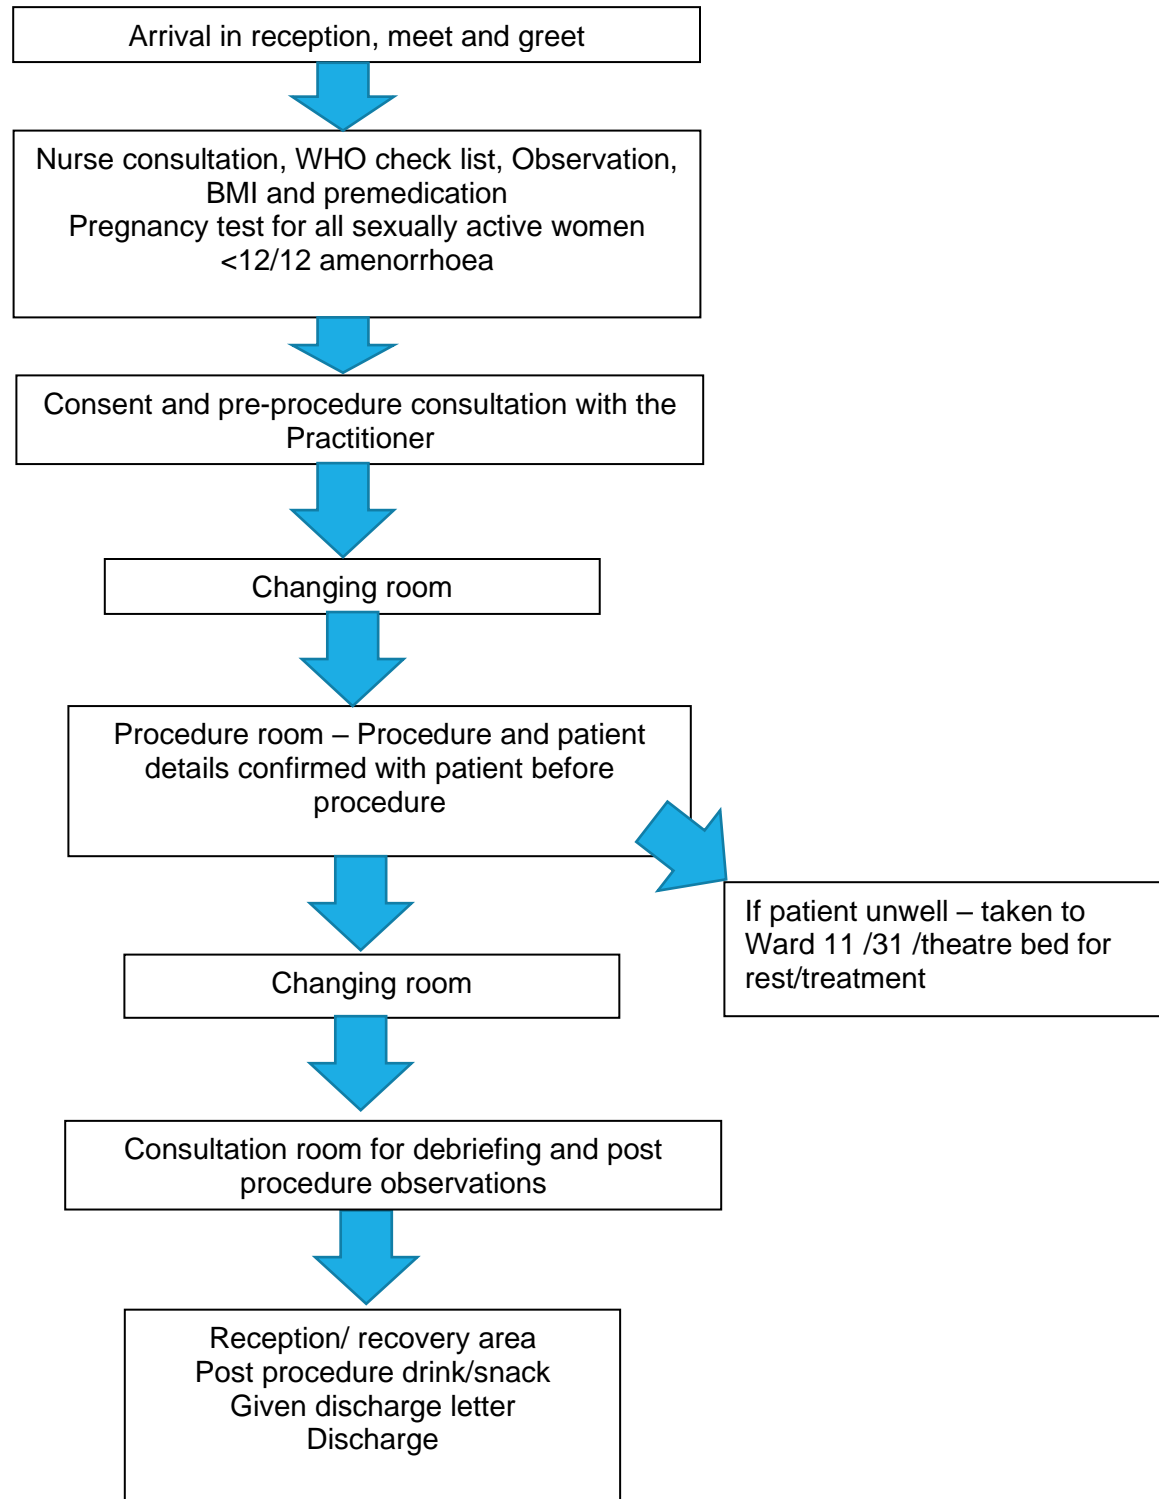 Arrival in reception, meet and greet
Nurse consultation, WHO check list, Observation,
BMI and premedication
Pregnancy test for all sexually active women
<12/12 amenorrhoea
Consent and pre-procedure consultation with the
Practitioner
Changing room
Procedure room – Procedure and patient
details confirmed with patient before
procedure
If patient unwell – taken to
Ward 11 /31 /theatre bed for
rest/treatment
Changing room
Consultation room for debriefing and post
procedure observations
Reception/ recovery area
Post procedure drink/snack
Given discharge letter
Discharge